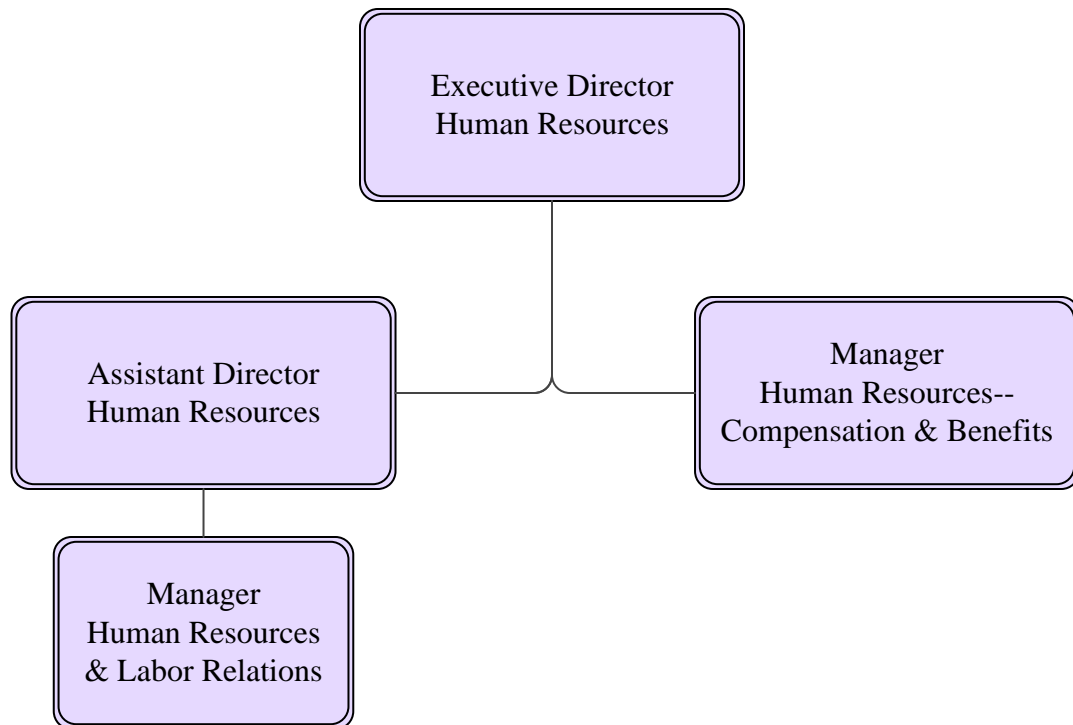 Executive Director
Human Resources
Assistant Director
Human Resources
Manager
Human Resources--
Compensation & Benefits
Manager
Human Resources
& Labor Relations